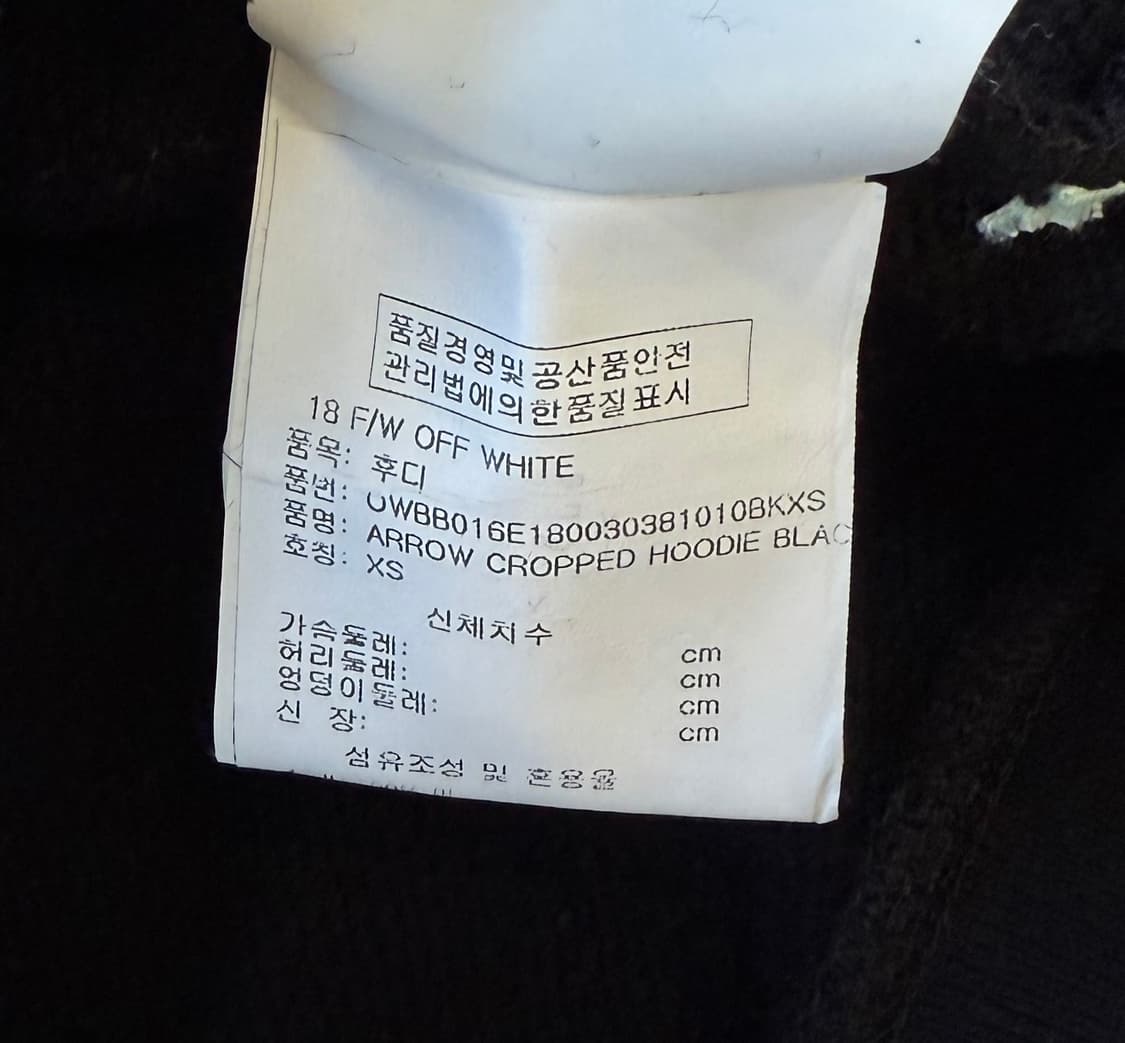 품질경영및 공산품안전
관리법에의한 품질표시
18 F/W OFF WHITE
품목: 후디
품번: OWBB016E180030381010BKXS
품명: ARROW CROPPED HOODIE BLAC
호칭: XS
신체치수
가슴둘레: cm
허리둘레: cm
엉덩이둘레: cm
신 장: cm
섬유조성 및 혼용율